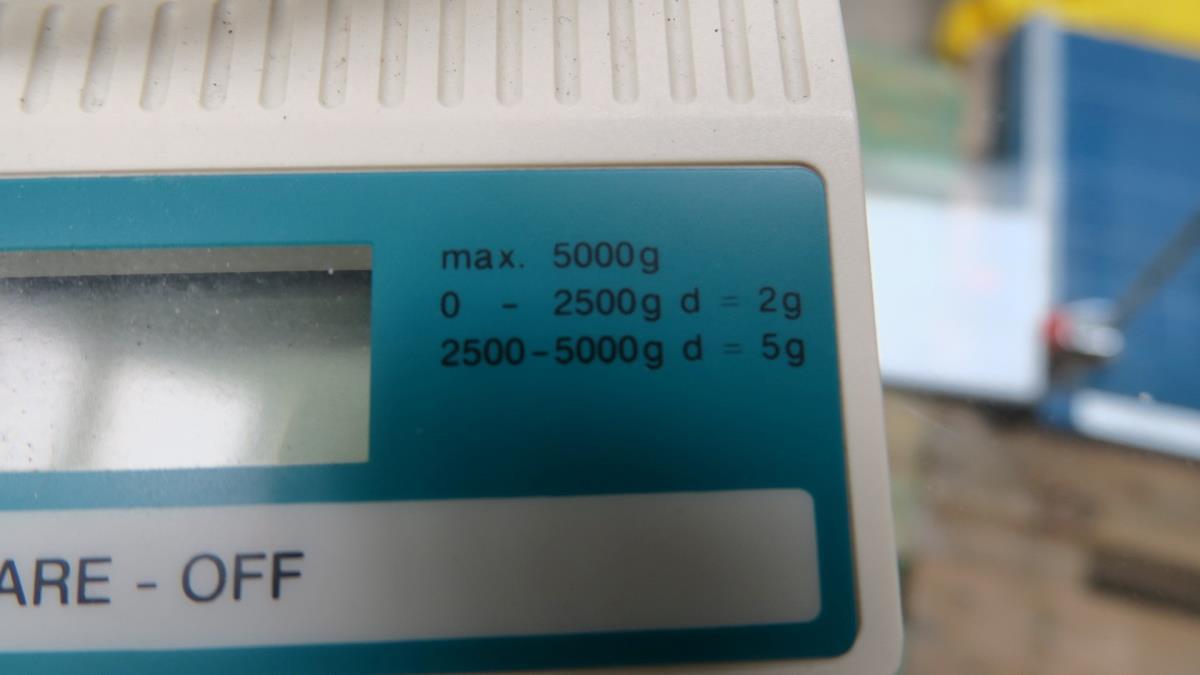 max. 5000g
0 - 2500g d = 2g
2500-5000g d = 5g
ARE - OFF